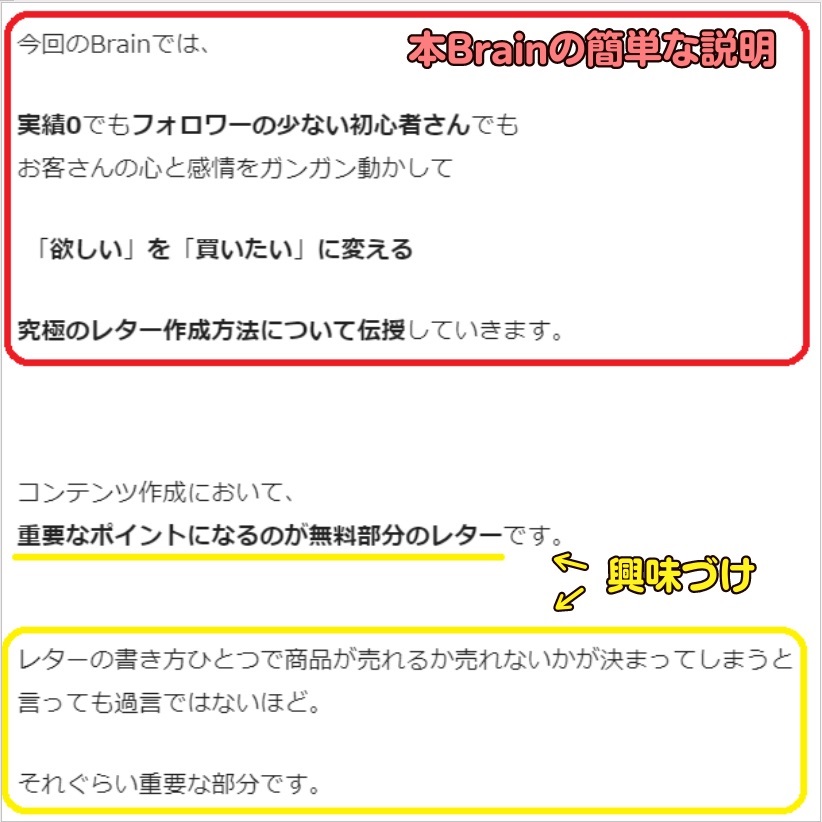 今回のBrainでは、
本Brainの簡単な説明
実績0でもフォロワーの少ない初心者さんでも
お客さんの心と感情をガンガン動かして
「欲しい」を「買いたい」に変える
究極のレター作成方法について伝授していきます。
コンテンツ作成において、
重要なポイントになるのが無料部分のレターです。
興味づけ
レターの書き方ひとつで商品が売れるか売れないかが決まってしまうと
言っても過言ではないほど。
それぐらい重要な部分です。